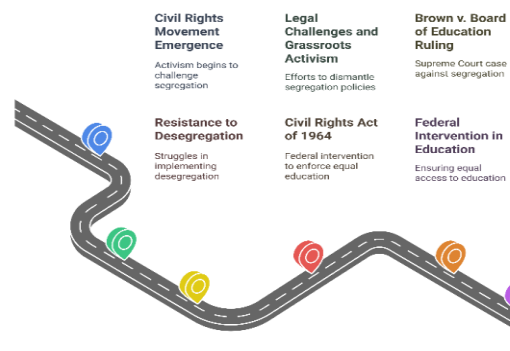 Civil Rights
Movement
Emergence
Activism begins to
challenge
segregation
Legal
Challenges and
Grassroots
Activism
Efforts to dismantle
segregation policies
Brown v. Board
of Education
Ruling
Supreme Court case
against segregation
Resistance to
Desegregation
Struggles in
implementing
desegregation
Civil Rights Act
of 1964
Federal intervention
to enforce equal
education
Federal
Intervention in
Education
Ensuring equal
access to education